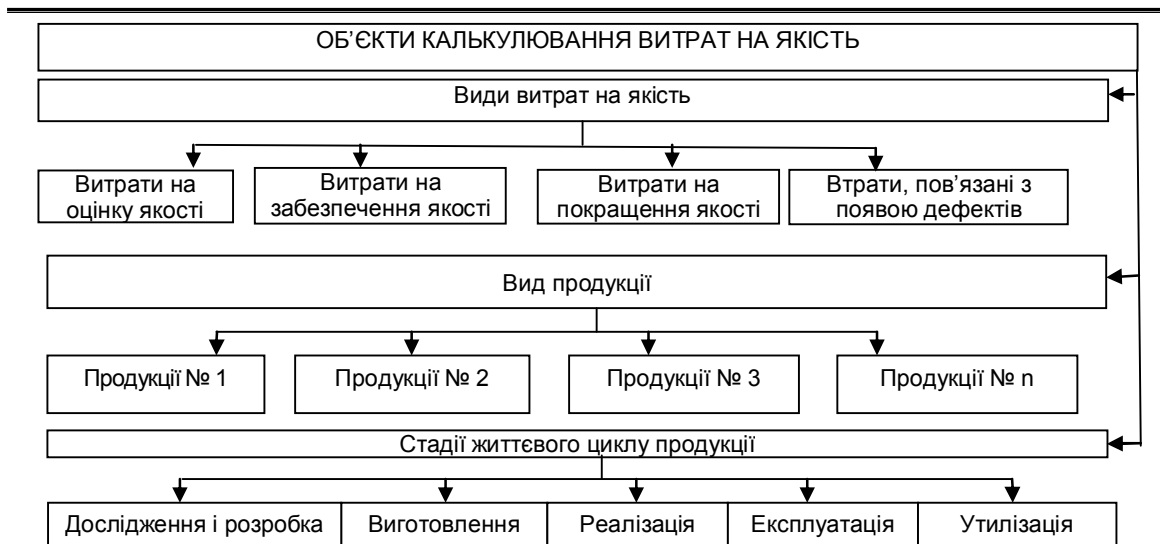 ОБ’ЄКТИ КАЛЬКУЛЮВАННЯ ВИТРАТ НА ЯКІСТЬ
Види витрат на якість
Витрати на
оцінку якості
Витрати на
забезпечення якості
Витрати на
покращення якості
Втрати, пов’язані з
появою дефектів
Вид продукції
Продукції № 1
Продукції № 2
Продукції № 3
Продукції № n
Стадії життєвого циклу продукції
Дослідження і розробка
Виготовлення
Реалізація
Експлуатація
Утилізація